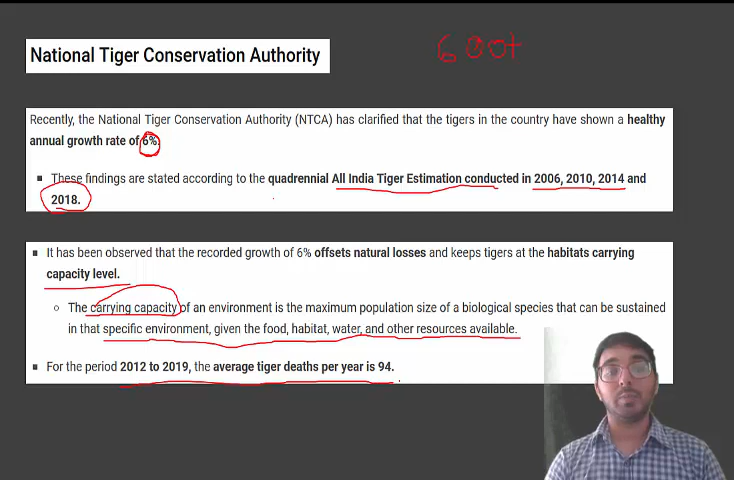 National Tiger Conservation Authority
600t
Recently, the National Tiger Conservation Authority (NTCA) has clarified that the tigers in the country have shown a healthy
annual growth rate of 6%.
▪ These findings are stated according to the quadrennial All India Tiger Estimation conducted in 2006, 2010, 2014 and
2018.
▪ It has been observed that the recorded growth of 6% offsets natural losses and keeps tigers at the habitats carrying
capacity level.
○ The carrying capacity of an environment is the maximum population size of a biological species that can be sustained
in that specific environment, given the food, habitat, water, and other resources available.
▪ For the period 2012 to 2019, the average tiger deaths per year is 94.